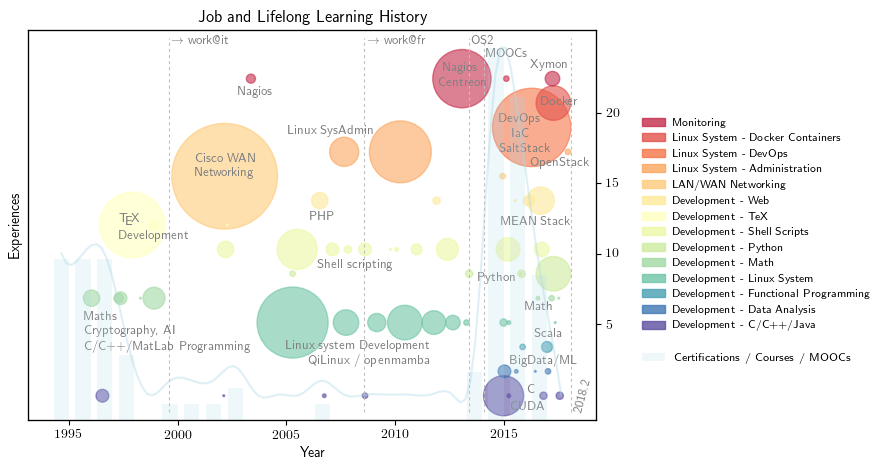 Job and Lifelong Learning History
→ work@it
→ work@fr
OS2
MOOCs
Xymon
Nagios
Nagios
Centreon
Docker
DevOps
IaC
SaltStack
Linux SysAdmin
OpenStack
Cisco WAN
Networking
PHP
MEAN Stack
TEX
Development
Shell scripting
Python
Maths
Cryptography, AI
C/C++/MatLab Programming
Math
Linux system Development
QiLinux / openmamba
Scala
BigData/ML
C
CUDA
2018.2
Experiences
20
15
10
5
1995
2000
2005
2010
2015
Year
Monitoring
Linux System - Docker Containers
Linux System - DevOps
Linux System - Administration
LAN/WAN Networking
Development - Web
Development - TeX
Development - Shell Scripts
Development - Python
Development - Math
Development - Linux System
Development - Functional Programming
Development - Data Analysis
Development - C/C++/Java
Certifications / Courses / MOOCs